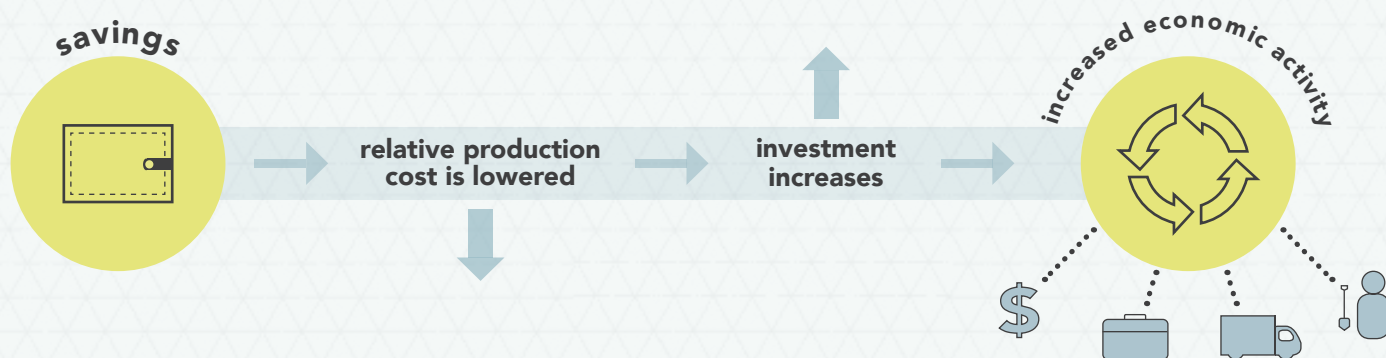 savings
relative production
cost is lowered
investment
increases
increased economic activity
$